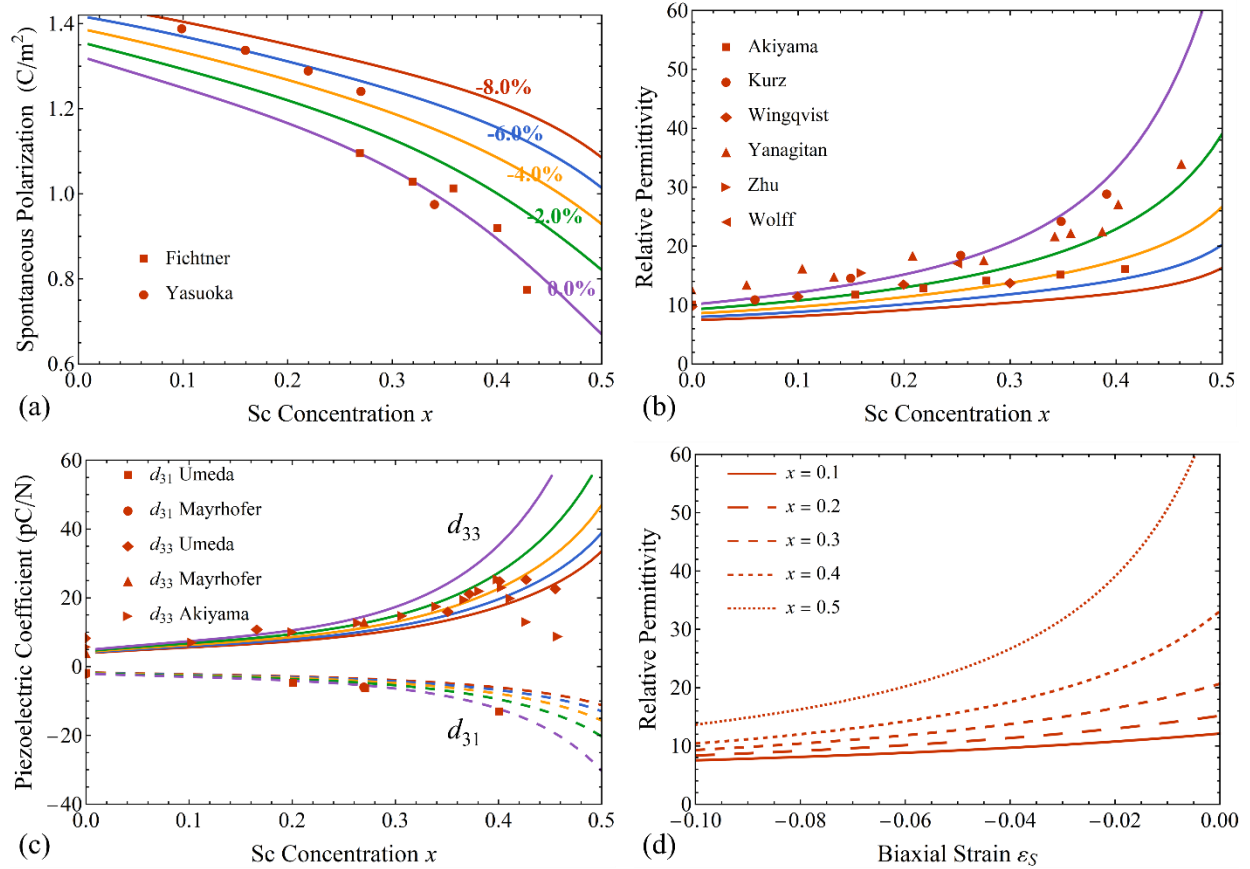 Spontaneous Polarization (C/m²)
1.4
1.2
1.0
0.8
0.6
-8.0%
-6.0%
-4.0%
-2.0%
0.0%
Fichtner
Yasuoka
0.0 0.1 0.2 0.3 0.4 0.5
(a) Sc Concentration x
Relative Permittivity
60
50
40
30
20
10
0
Akiyama
Kurz
Wingqvist
Yanagitan
Zhu
Wolff
0.0 0.1 0.2 0.3 0.4 0.5
(b) Sc Concentration x
Piezoelectric Coefficient (pC/N)
60
40
20
0
−20
−40
d31 Umeda
d31 Mayrhofer
d33 Umeda
d33 Mayrhofer
d33 Akiyama
d33
d31
0.0 0.1 0.2 0.3 0.4 0.5
(c) Sc Concentration x
Relative Permittivity
60
50
40
30
20
10
0
x = 0.1
x = 0.2
x = 0.3
x = 0.4
x = 0.5
−0.10 −0.08 −0.06 −0.04 −0.02 0.00
(d) Biaxial Strain εS